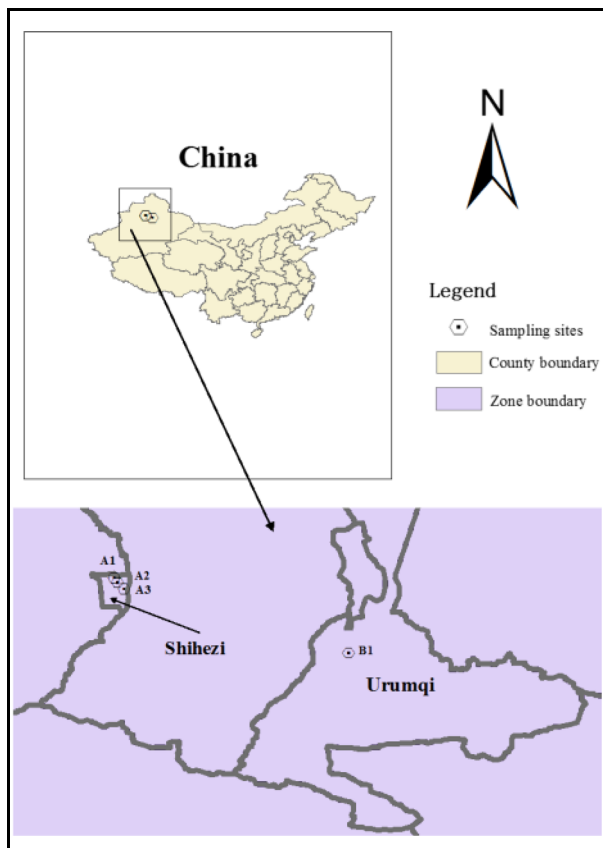 N
China
Legend
Sampling sites
County boundary
Zone boundary
A1
A2
A3
Shihezi
B1
Urumqi